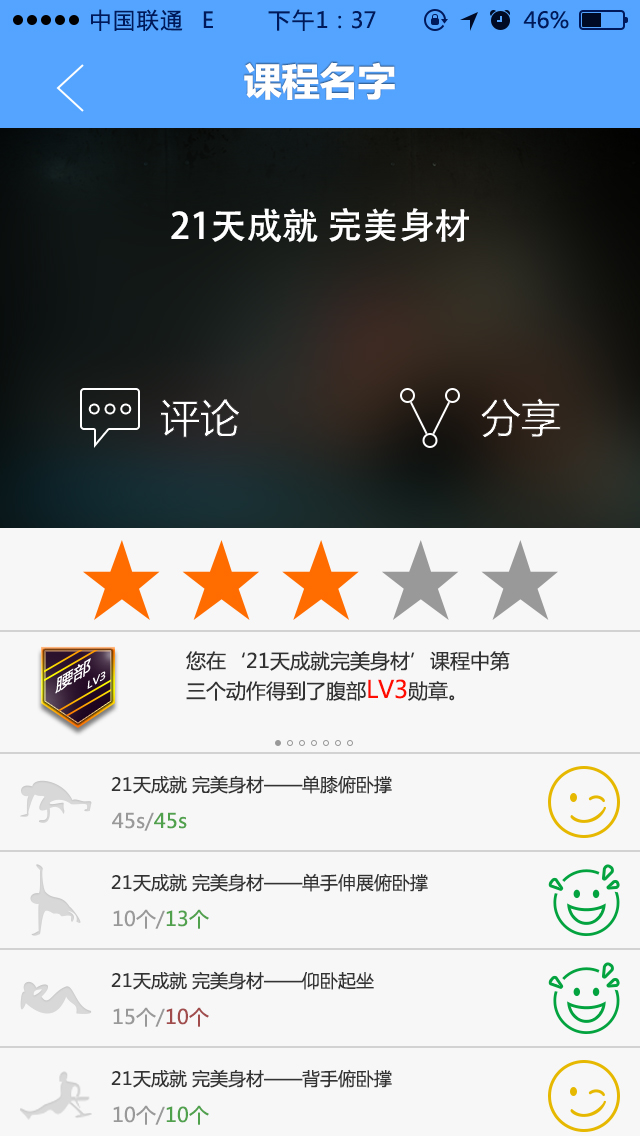 中国联通 E 下午1：37 46%
课程名字
21天成就 完美身材
评论 分享
腰部
LV3
您在‘21天成就完美身材’课程中第
三个动作得到了腹部LV3勋章。
21天成就 完美身材——单膝俯卧撑
45s/45s
21天成就 完美身材——单手伸展俯卧撑
10个/13个
21天成就 完美身材——仰卧起坐
15个/10个
21天成就 完美身材——背手俯卧撑
10个/10个